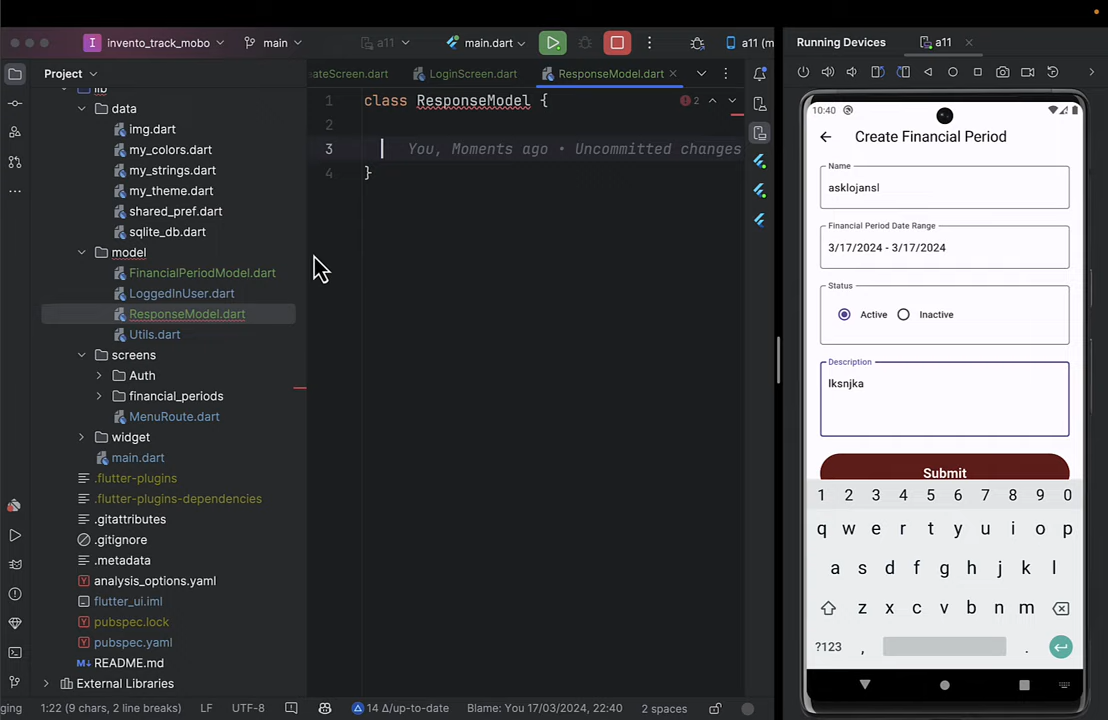 invento_track_mobo
main
a11
main.dart
a11 (m
Running Devices
a11
Project
ateScreen.dart
LoginScreen.dart
ResponseModel.dart
lib
data
img.dart
my_colors.dart
my_strings.dart
my_theme.dart
shared_pref.dart
sqlite_db.dart
model
FinancialPeriodModel.dart
LoggedInUser.dart
ResponseModel.dart
Utils.dart
screens
Auth
financial_periods
MenuRoute.dart
widget
main.dart
.flutter-plugins
.flutter-plugins-dependencies
.gitattributes
.gitignore
.metadata
analysis_options.yaml
flutter_ui.iml
pubspec.lock
pubspec.yaml
README.md
External Libraries
1 class ResponseModel {
2
2
3 You, Moments ago • Uncommitted changes
4 }
10:40
Create Financial Period
Name
asklojansl
Financial Period Date Range
3/17/2024 - 3/17/2024
Status
Active Inactive
Description
lksnjka
Submit
1 2 3 4 5 6 7 8 9 0
q w e r t y u i o p
a s d f g h j k l
z x c v b n m
?123 , .
ging
1:22 (9 chars, 2 line breaks)
LF
UTF-8
14 Δ/up-to-date
Blame: You 17/03/2024, 22:40
2 spaces